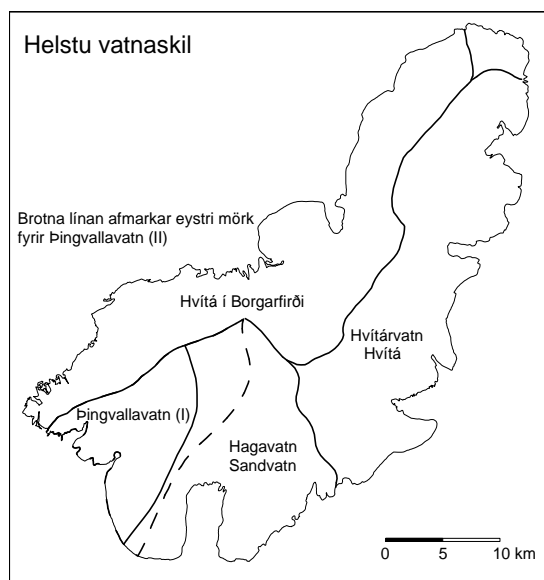 Helstu vatnaskil
Brotna línan afmarkar eystri mörk
fyrir Þingvallavatn (II)
Hvítá í Borgarfirði
Hvítárvatn
Hvítá
Þingvallavatn (I)
Hagavatn
Sandvatn
0 5 10 km